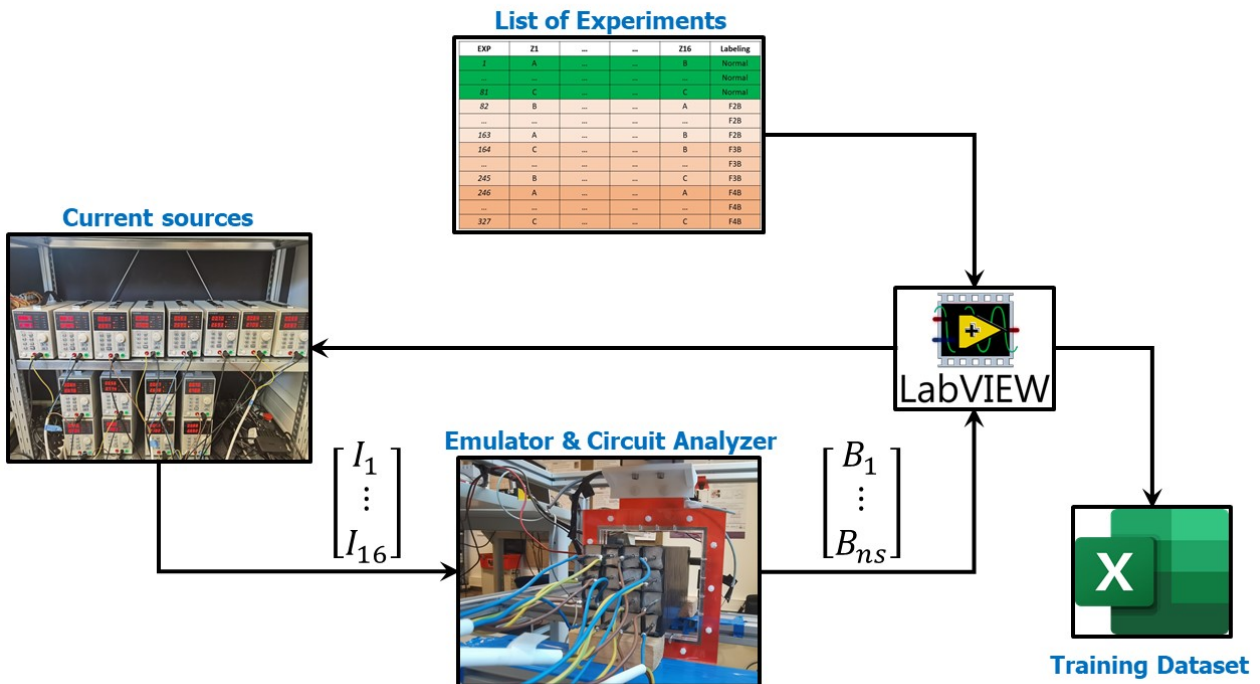 List of Experiments
EXP Z1 ... ... Z16 Labeling
1 A ... ... B Normal
... ... ... ... ... Normal
81 C ... ... C Normal
82 B ... ... A F2B
... ... ... ... ... F2B
163 A ... ... B F2B
164 C ... ... B F3B
... ... ... ... ... F3B
245 B ... ... C F3B
246 A ... ... A F4B
... ... ... ... ... F4B
327 C ... ... C F4B
Current sources
LabVIEW
Emulator & Circuit Analyzer
I1
⋮
I16
B1
⋮
Bns
X
Training Dataset